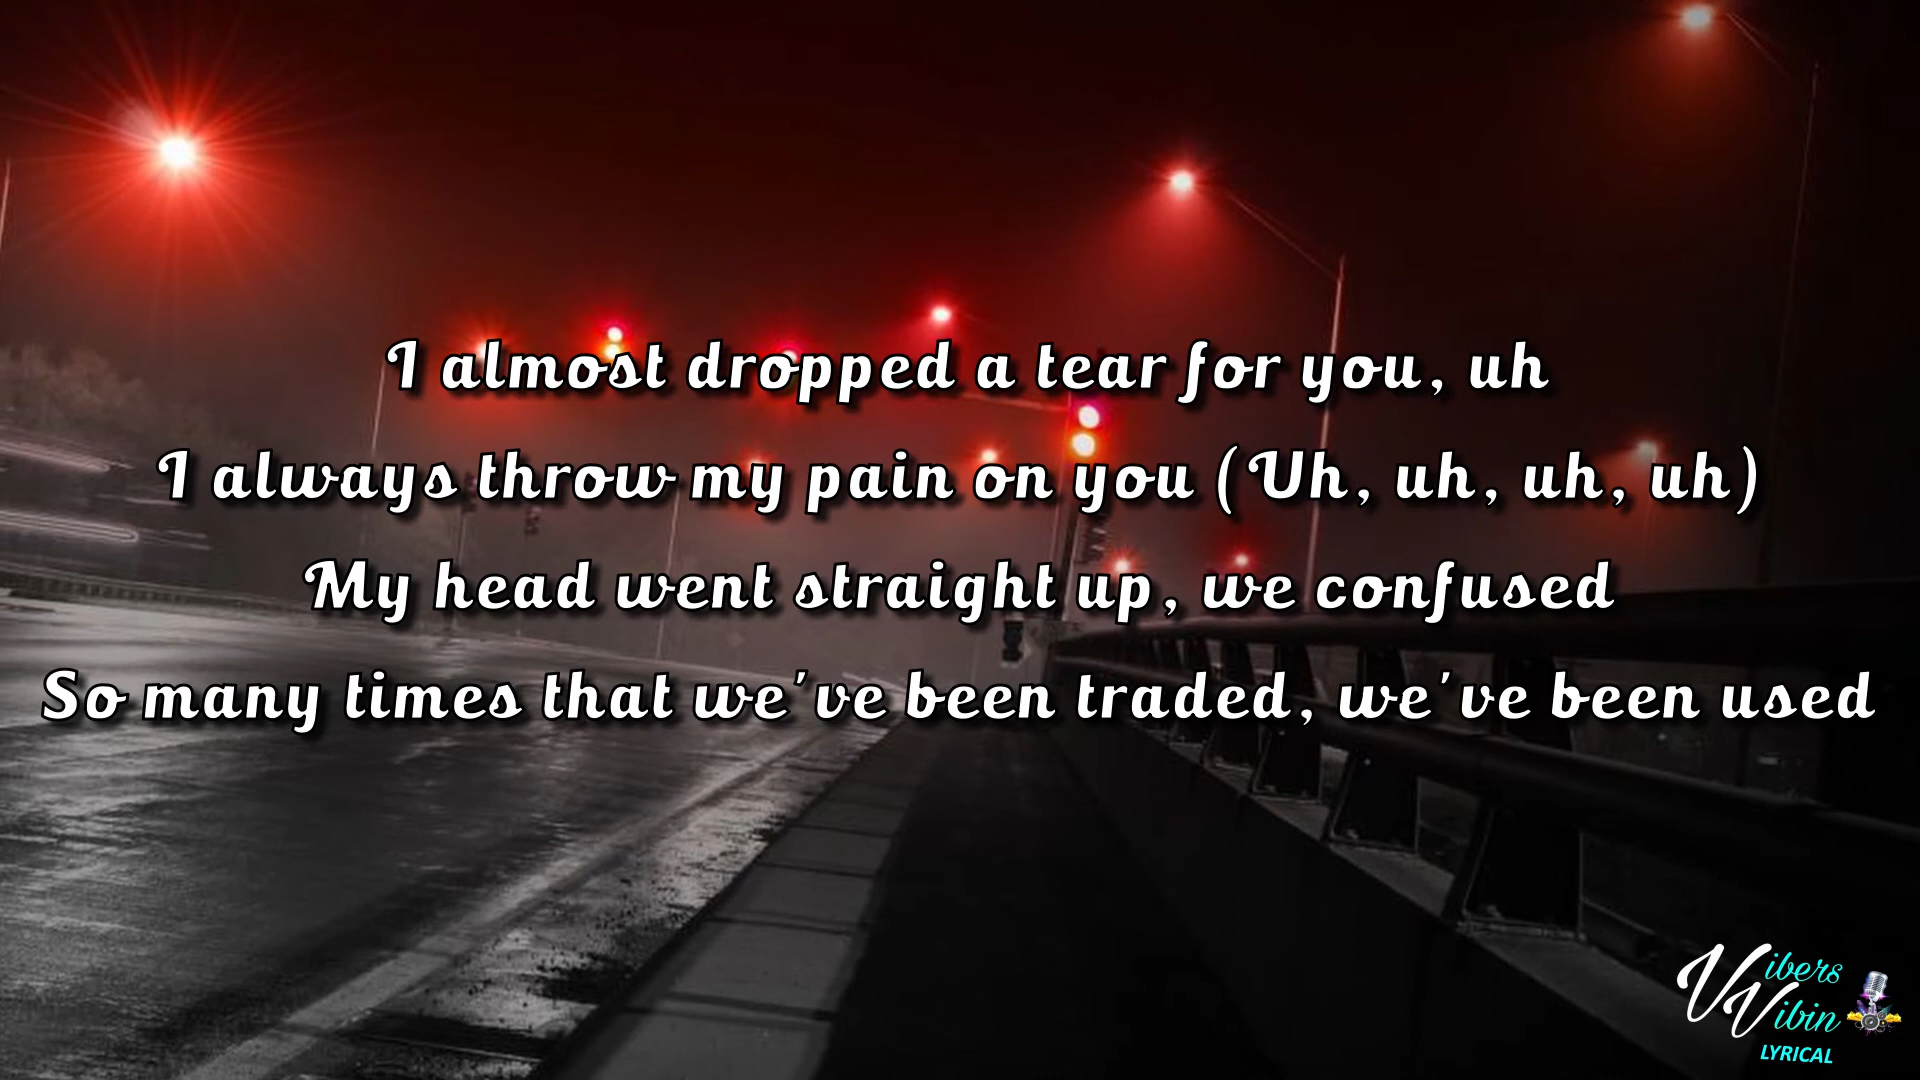 I almost dropped a tear for you, uh
I always throw my pain on you (Uh, uh, uh, uh)
My head went straight up, we confused
So many times that we've been traded, we've been used
Vibers
Vibin
LYRICAL